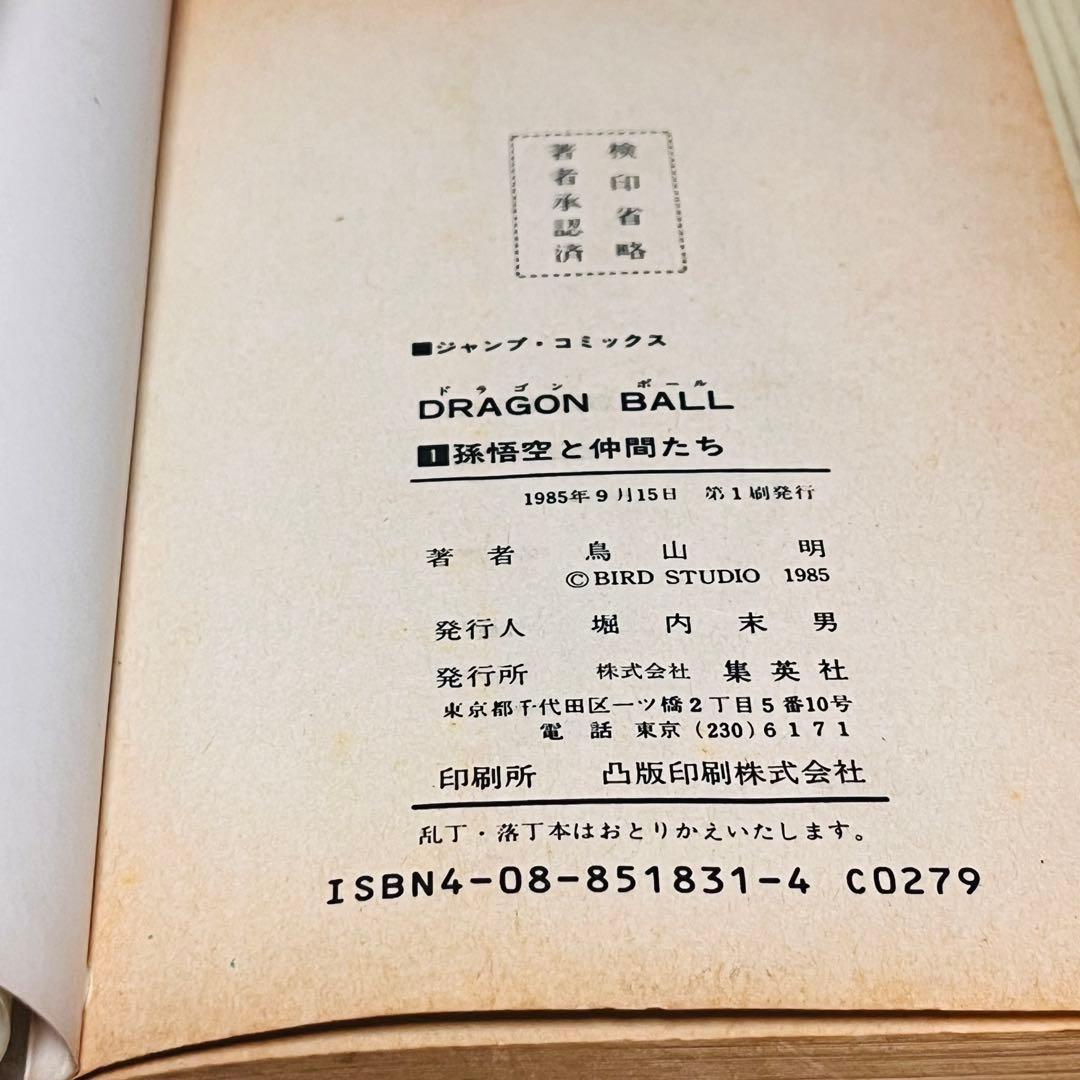 検印省略
著者承認済
■ジャンプ・コミックス
ドラゴン ボール
DRAGON BALL
1 孫悟空と仲間たち
1985年9月15日 第1刷発行
著者 鳥山 明
©BIRD STUDIO 1985
発行人 堀内末男
発行所 株式会社 集英社
東京都千代田区一ツ橋2丁目5番10号
電話 東京(230)6171
印刷所 凸版印刷株式会社
乱丁・落丁本はおとりかえいたします。
ISBN4-08-851831-4 C0279